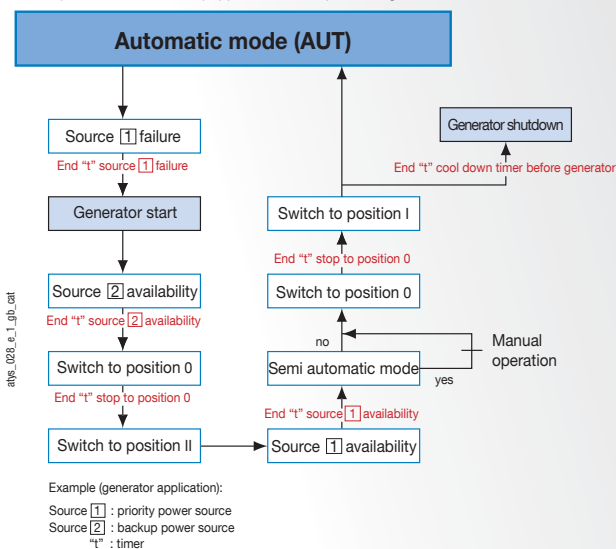 Automatic mode (AUT)
Source 1 failure
End “t” source 1 failure
Generator start
Source 2 availability
End “t” source 2 availability
Switch to position 0
End “t” stop to position 0
Switch to position II
Source 1 availability
End “t” source 1 availability
Semi automatic mode
no
yes
Manual
operation
Switch to position 0
End “t” stop to position 0
Switch to position I
End “t” cool down timer before generator
Generator shutdown
atys_028_e_1_gb_cat
Example (generator application):
Source 1 : priority power source
Source 2 : backup power source
“t” : timer